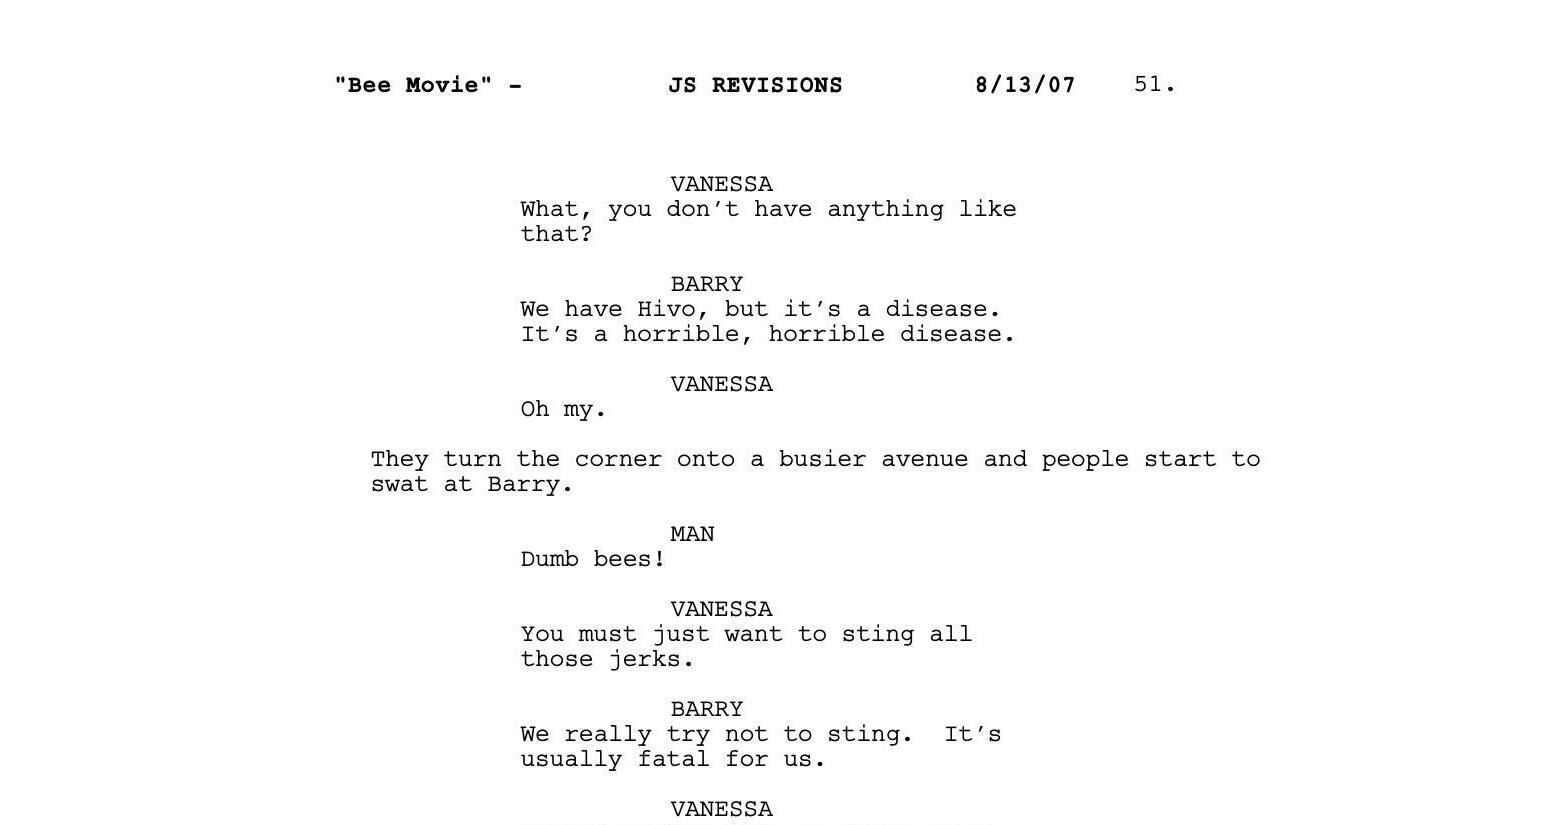 "Bee Movie" - JS REVISIONS 8/13/07 51.
VANESSA
What, you don't have anything like
that?
BARRY
We have Hivo, but it's a disease.
It's a horrible, horrible disease.
VANESSA
Oh my.
They turn the corner onto a busier avenue and people start to
swat at Barry.
MAN
Dumb bees!
VANESSA
You must just want to sting all
those jerks.
BARRY
We really try not to sting.  It's
usually fatal for us.
VANESSA